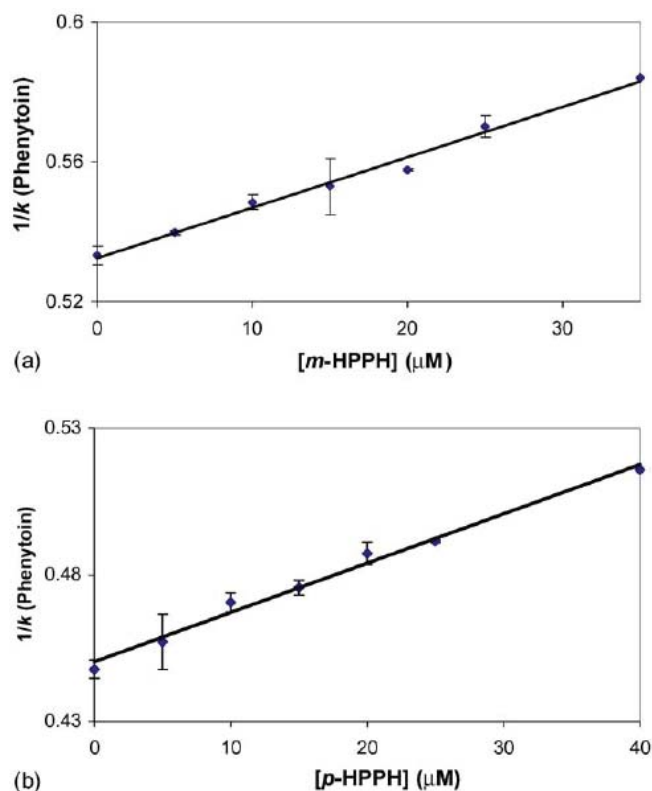 0.6
0.56
0.52
1/k (Phenytoin)
0
10
20
30
[m-HPPH] (μM)
(a)
0.53
0.48
0.43
1/k (Phenytoin)
0
10
20
30
40
[p-HPPH] (μM)
(b)